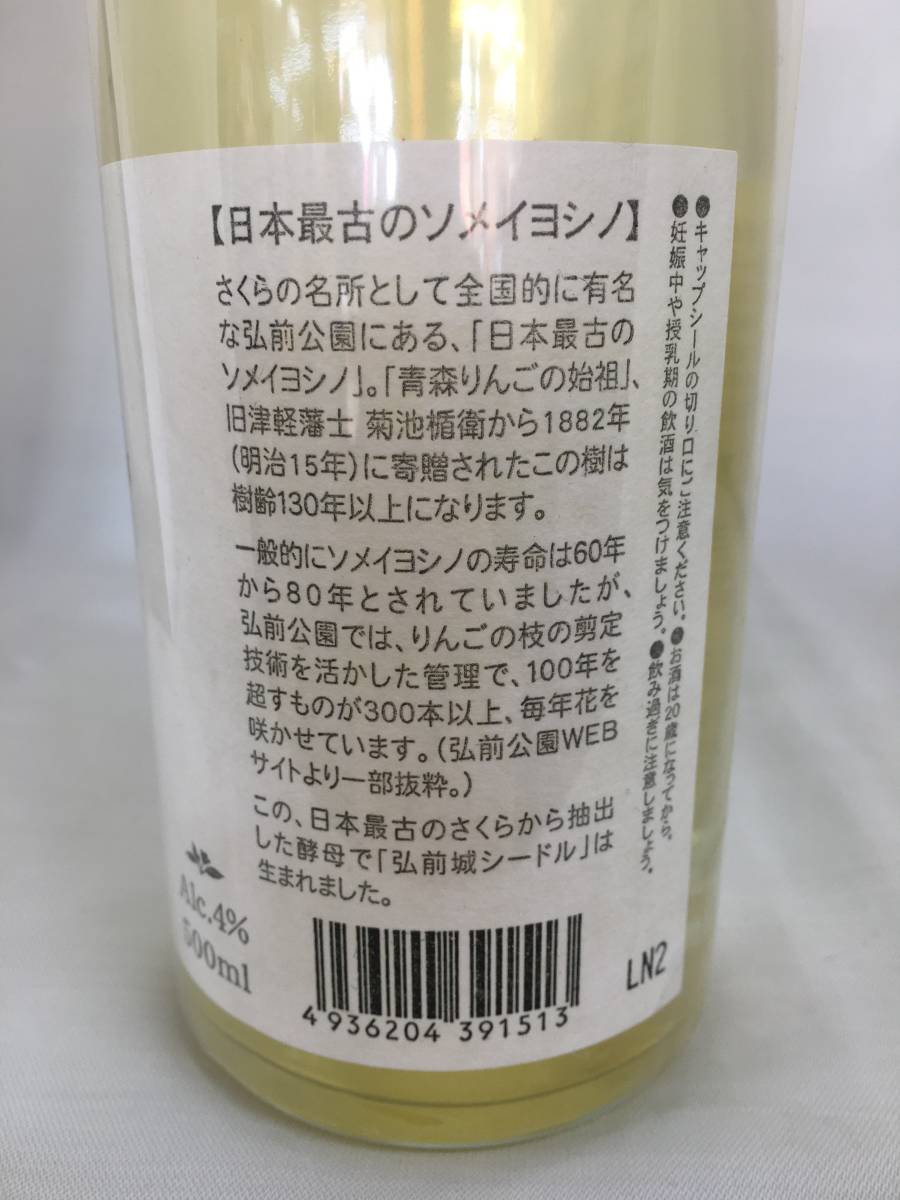 【日本最古のソメイヨシノ】
さくらの名所として全国的に有名
な弘前公園にある、「日本最古の
ソメイヨシノ」。「青森りんごの始祖」、
旧津軽藩士 菊池楯衛から1882年
(明治15年)に寄贈されたこの樹は
樹齢130年以上になります。
一般的にソメイヨシノの寿命は60年
から80年とされていましたが、
弘前公園では、りんごの枝の剪定
技術を活かした管理で、100年を
超すものが300本以上、毎年花を
咲かせています。(弘前公園WEB
サイトより一部抜粋。)
この、日本最古のさくらから抽出
した酵母で「弘前城シードル」は
生まれました。
●キャップシールの切り口にご注意ください。●お酒は20歳になってから。
●妊娠中や授乳期の飲酒は気をつけましょう。●飲み過ぎに注意しましょう。
Alc.4%
500ml
4936204 391513
LN2